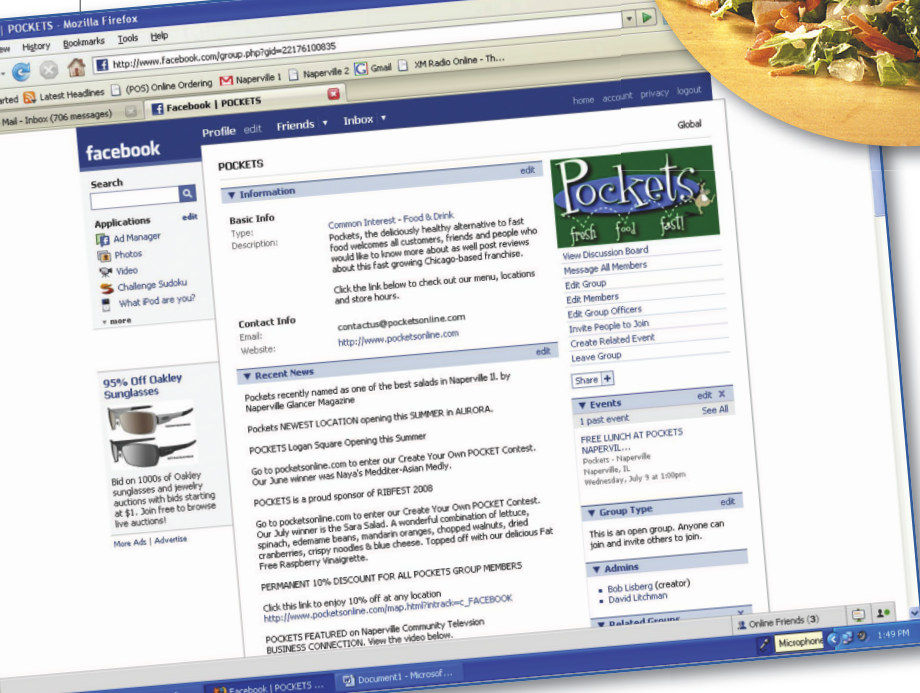 | POCKETS - Mozilla Firefox
ew History Bookmarks Tools Help
http://www.facebook.com/group.php?gid=22176100835
arted Latest Headlines (POS) Online Ordering Naperville 1 Naperville 2 Gmail XM Radio Online - Th...
Mail - Inbox (706 messages) Facebook | POCKETS
facebook
Profile edit Friends Inbox
home account privacy logout
Search
Applications edit
Ad Manager
Photos
Video
Challenge Sudoku
What iPod are you?
more
95% Off Oakley
Sunglasses
Bid on 1000s of Oakley
sunglasses and jewelry
auctions with bids starting
at $1. Join free to browse
live auctions!
More Ads | Advertise
POCKETS
Global
Information edit
Basic Info
Type: Common Interest - Food & Drink
Description: Pockets, the deliciously healthy alternative to fast
food welcomes all customers, friends and people who
would like to know more about as well post reviews
about this fast growing Chicago-based franchise.
Click the link below to check out our menu, locations
and store hours.
Contact Info
Email: contactus@pocketsonline.com
Website: http://www.pocketsonline.com
Recent News edit
Pockets recently named as one of the best salads in Naperville Il. by
Naperville Glancer Magazine
Pockets NEWEST LOCATION opening this SUMMER in AURORA.
POCKETS Logan Square Opening this Summer
Go to pocketsonline.com to enter our Create Your Own POCKET Contest.
Our June winner was Naya's Medditer-Asian Medly.
POCKETS is a proud sponsor of RIBFEST 2008
Go to pocketsonline.com to enter our Create Your Own POCKET Contest.
Our July winner is the Sara Salad. A wonderful combination of lettuce,
spinach, edemame beans, mandarin oranges, chopped walnuts, dried
cranberries, crispy noodles & blue cheese. Topped off with our delicious Fat
Free Raspberry Vinaigrette.
PERMANENT 10% DISCOUNT FOR ALL POCKETS GROUP MEMBERS
Click this link to enjoy 10% off at any location
http://www.pocketsonline.com/map.html?intrack=c_FACEBOOK
POCKETS FEATURED on Naperville Community Television
BUSINESS CONNECTION. View the video below.
Pockets
fresh food fast!
View Discussion Board
Message All Members
Edit Group
Edit Members
Edit Group Officers
Invite People to Join
Create Related Event
Leave Group
Share +
Events edit X
1 past event See All
FREE LUNCH AT POCKETS
NAPERVIL...
Pockets - Naperville
Naperville, IL
Wednesday, July 9 at 1:00pm
Group Type edit
This is an open group. Anyone can
join and invite others to join.
Admins
Bob Lisberg (creator)
David Litchman
Related Groups
Online Friends (3)
Microphone
1:49 PM
Facebook | POCKETS ...
Document1 - Microsof...